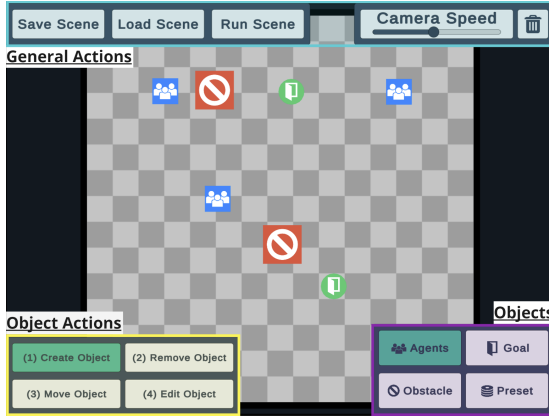 Save Scene
Load Scene
Run Scene
Camera Speed
General Actions
Object Actions
Objects
(1) Create Object
(2) Remove Object
(3) Move Object
(4) Edit Object
Agents
Goal
Obstacle
Preset